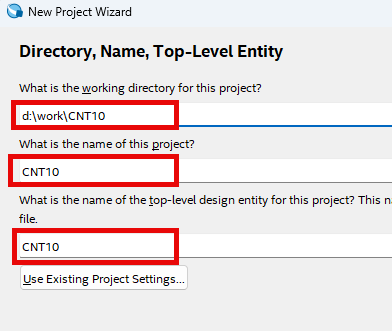 New Project Wizard
Directory, Name, Top-Level Entity
What is the working directory for this project?
d:\work\CNT10
What is the name of this project?
CNT10
What is the name of the top-level design entity for this project? This
file.
CNT10
Use Existing Project Settings...